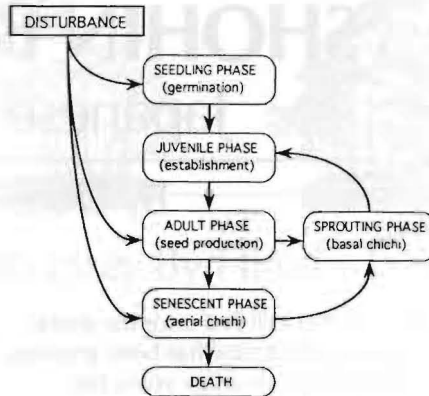 DISTURBANCE
SEEDLING PHASE
(germination)
JUVENILE PHASE
(establishment)
ADULT PHASE
(seed production)
SPROUTING PHASE
(basal chichi)
SENESCENT PHASE
(aerial chichi)
DEATH